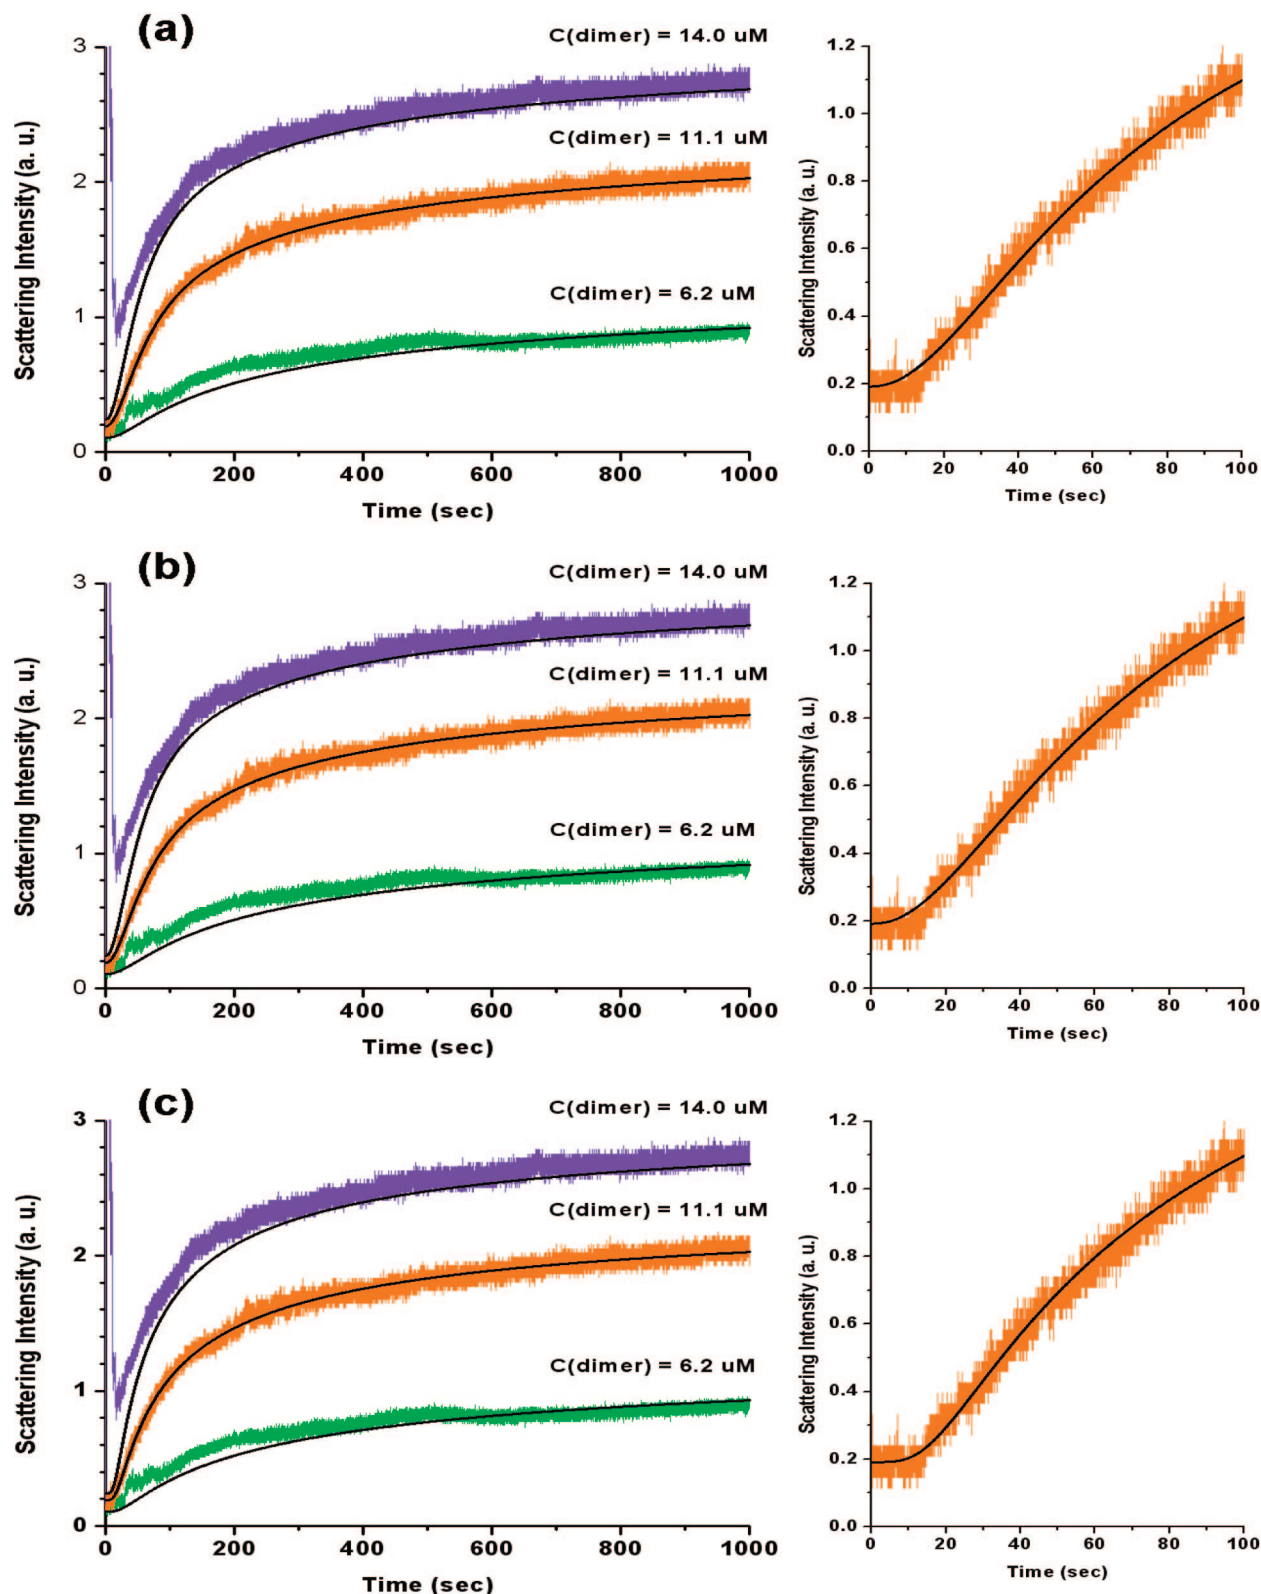 (a)
C(dimer) = 14.0 uM
C(dimer) = 11.1 uM
C(dimer) = 6.2 uM
Scattering Intensity (a. u.)
3
2
1
0
0 200 400 600 800 1000
Time (sec)
Scattering Intensity (a. u.)
1.2
1.0
0.8
0.6
0.4
0.2
0.0
0 20 40 60 80 100
Time (sec)
(b)
C(dimer) = 14.0 uM
C(dimer) = 11.1 uM
C(dimer) = 6.2 uM
Scattering Intensity (a. u.)
3
2
1
0
0 200 400 600 800 1000
Time (sec)
Scattering Intensity (a. u.)
1.2
1.0
0.8
0.6
0.4
0.2
0.0
0 20 40 60 80 100
Time (sec)
(c)
C(dimer) = 14.0 uM
C(dimer) = 11.1 uM
C(dimer) = 6.2 uM
Scattering Intensity (a. u.)
3
2
1
0
0 200 400 600 800 1000
Time (sec)
Scattering Intensity (a. u.)
1.2
1.0
0.8
0.6
0.4
0.2
0.0
0 20 40 60 80 100
Time (sec)